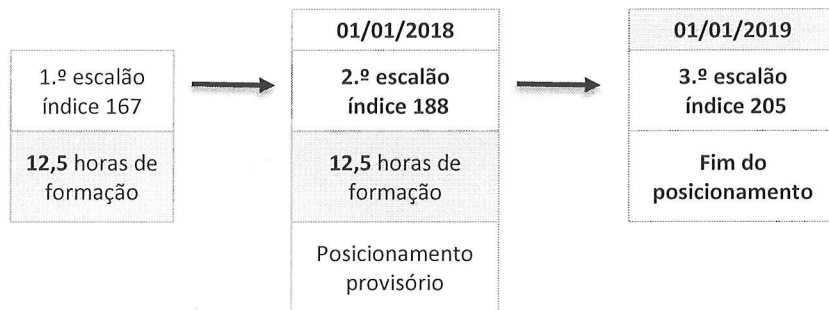 1.º escalão
índice 167
12,5 horas de
formação
01/01/2018
2.º escalão
índice 188
12,5 horas de
formação
Posicionamento
provisório
01/01/2019
3.º escalão
índice 205
Fim do
posicionamento